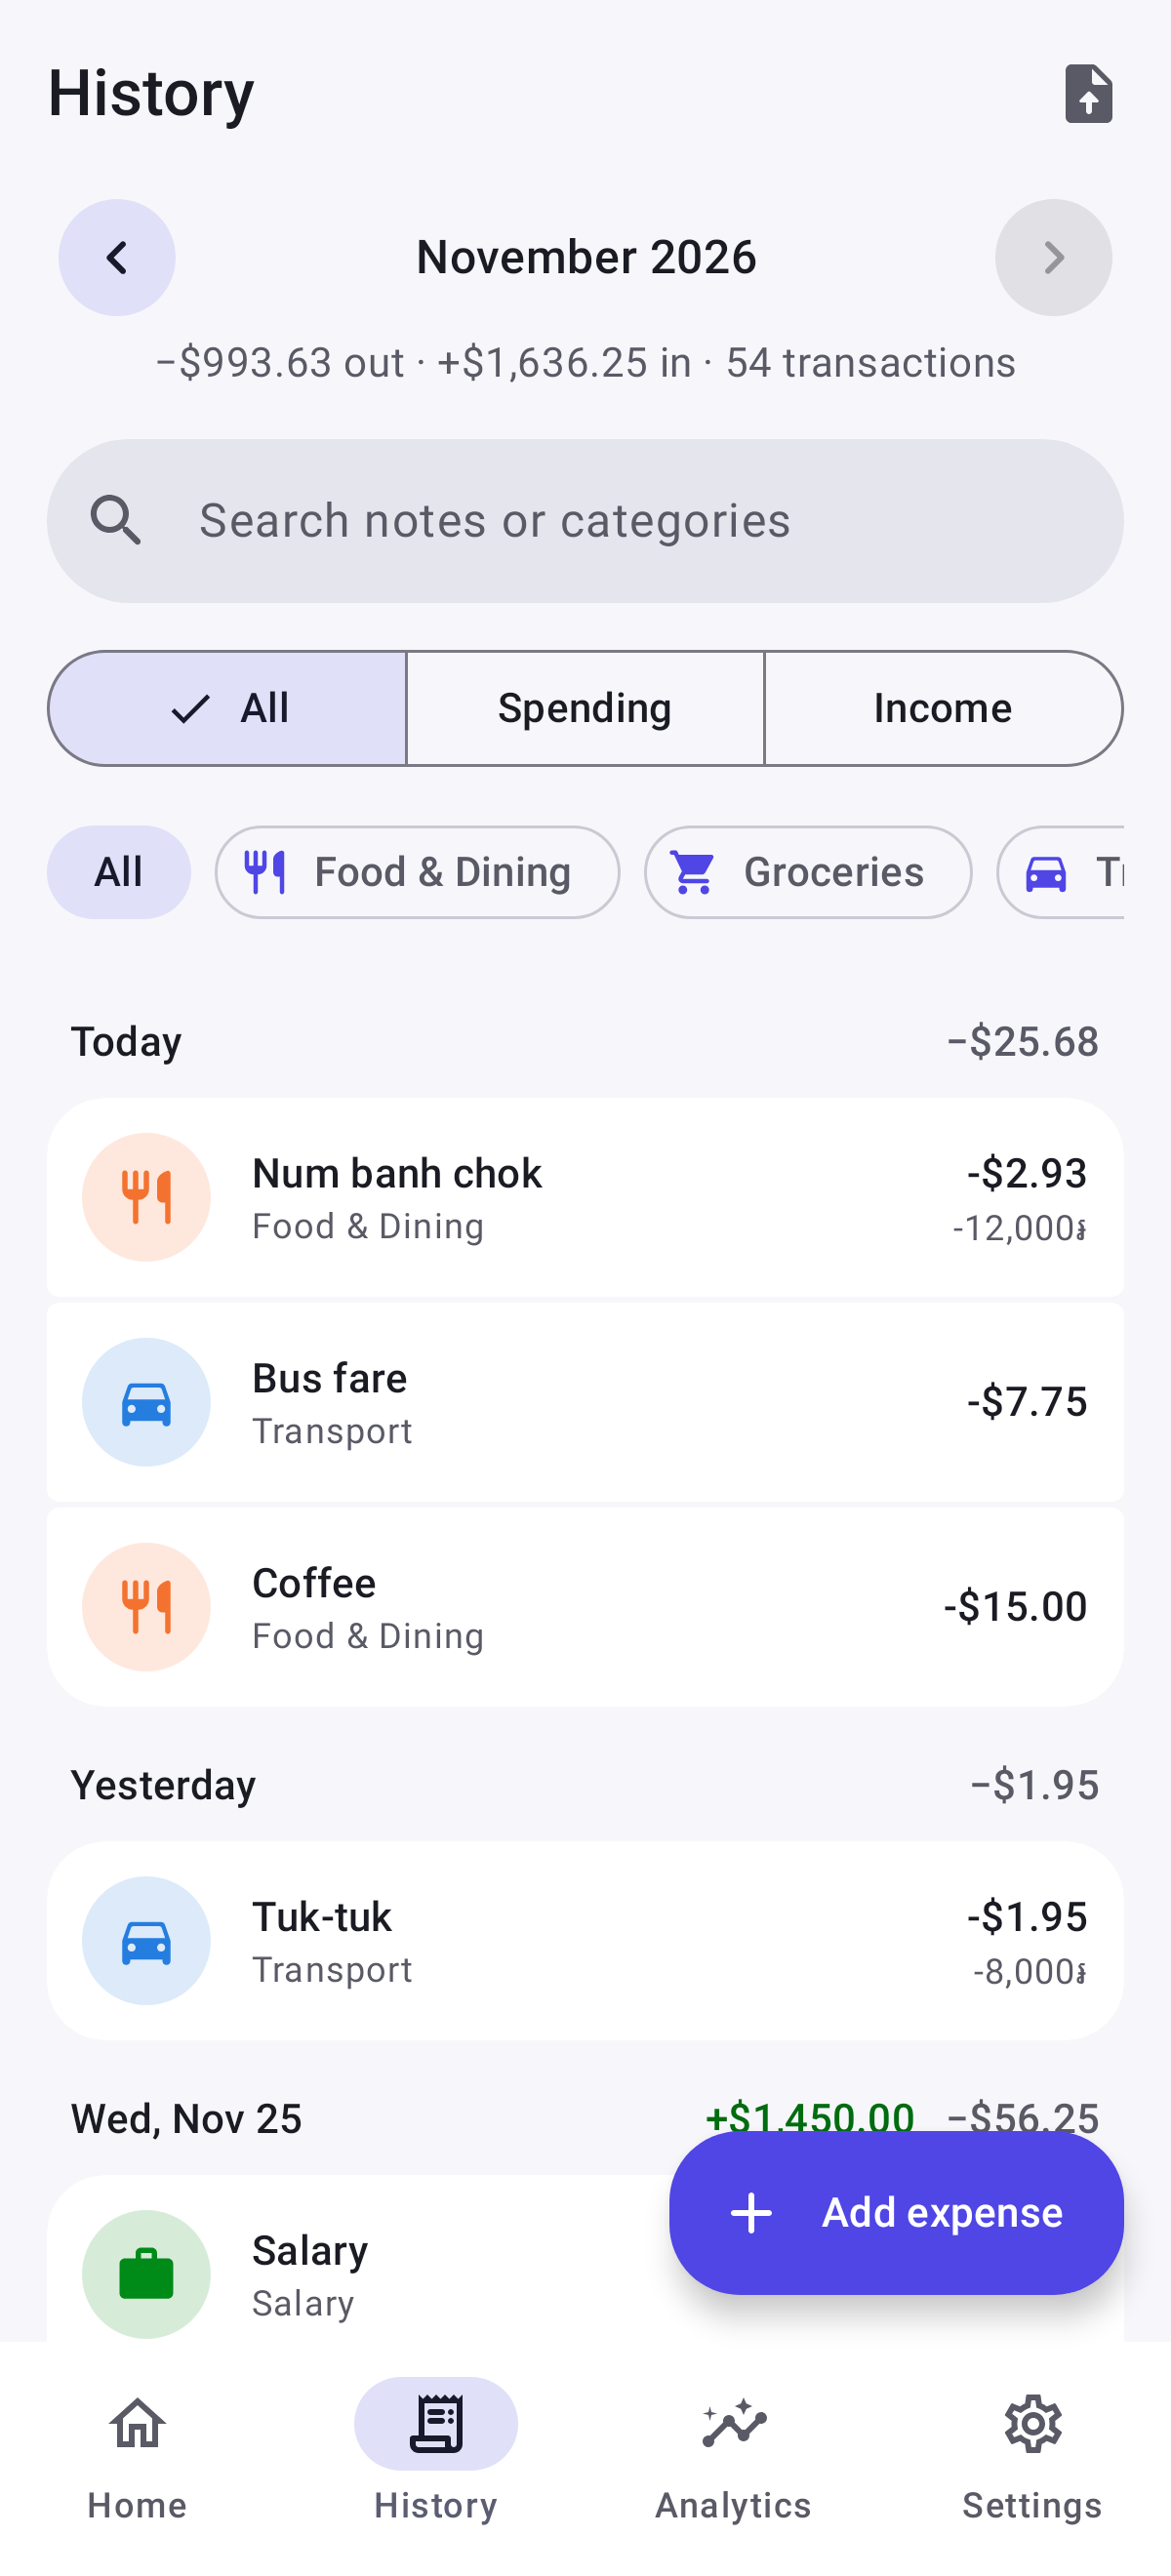 History
November 2026
−$993.63 out · +$1,636.25 in · 54 transactions
Search notes or categories
All
Spending
Income
All
Food & Dining
Groceries
Today
−$25.68
Num banh chok
-$2.93
Food & Dining
-12,000៛
Bus fare
-$7.75
Transport
Coffee
-$15.00
Food & Dining
Yesterday
−$1.95
Tuk-tuk
-$1.95
Transport
-8,000៛
Wed, Nov 25
+$1,450.00
−$56.25
Salary
Salary
Add expense
Home
History
Analytics
Settings